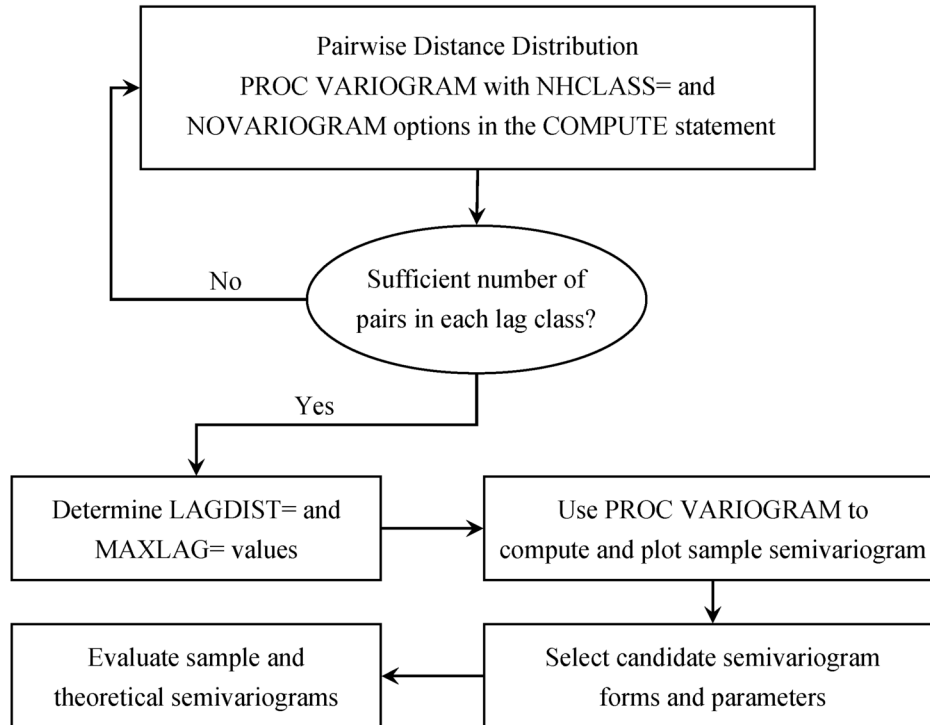 Pairwise Distance Distribution
PROC VARIOGRAM with NHCLASS= and
NOVARIOGRAM options in the COMPUTE statement
No
Sufficient number of
pairs in each lag class?
Yes
Determine LAGDIST= and
MAXLAG= values
Use PROC VARIOGRAM to
compute and plot sample semivariogram
Evaluate sample and
theoretical semivariograms
Select candidate semivariogram
forms and parameters